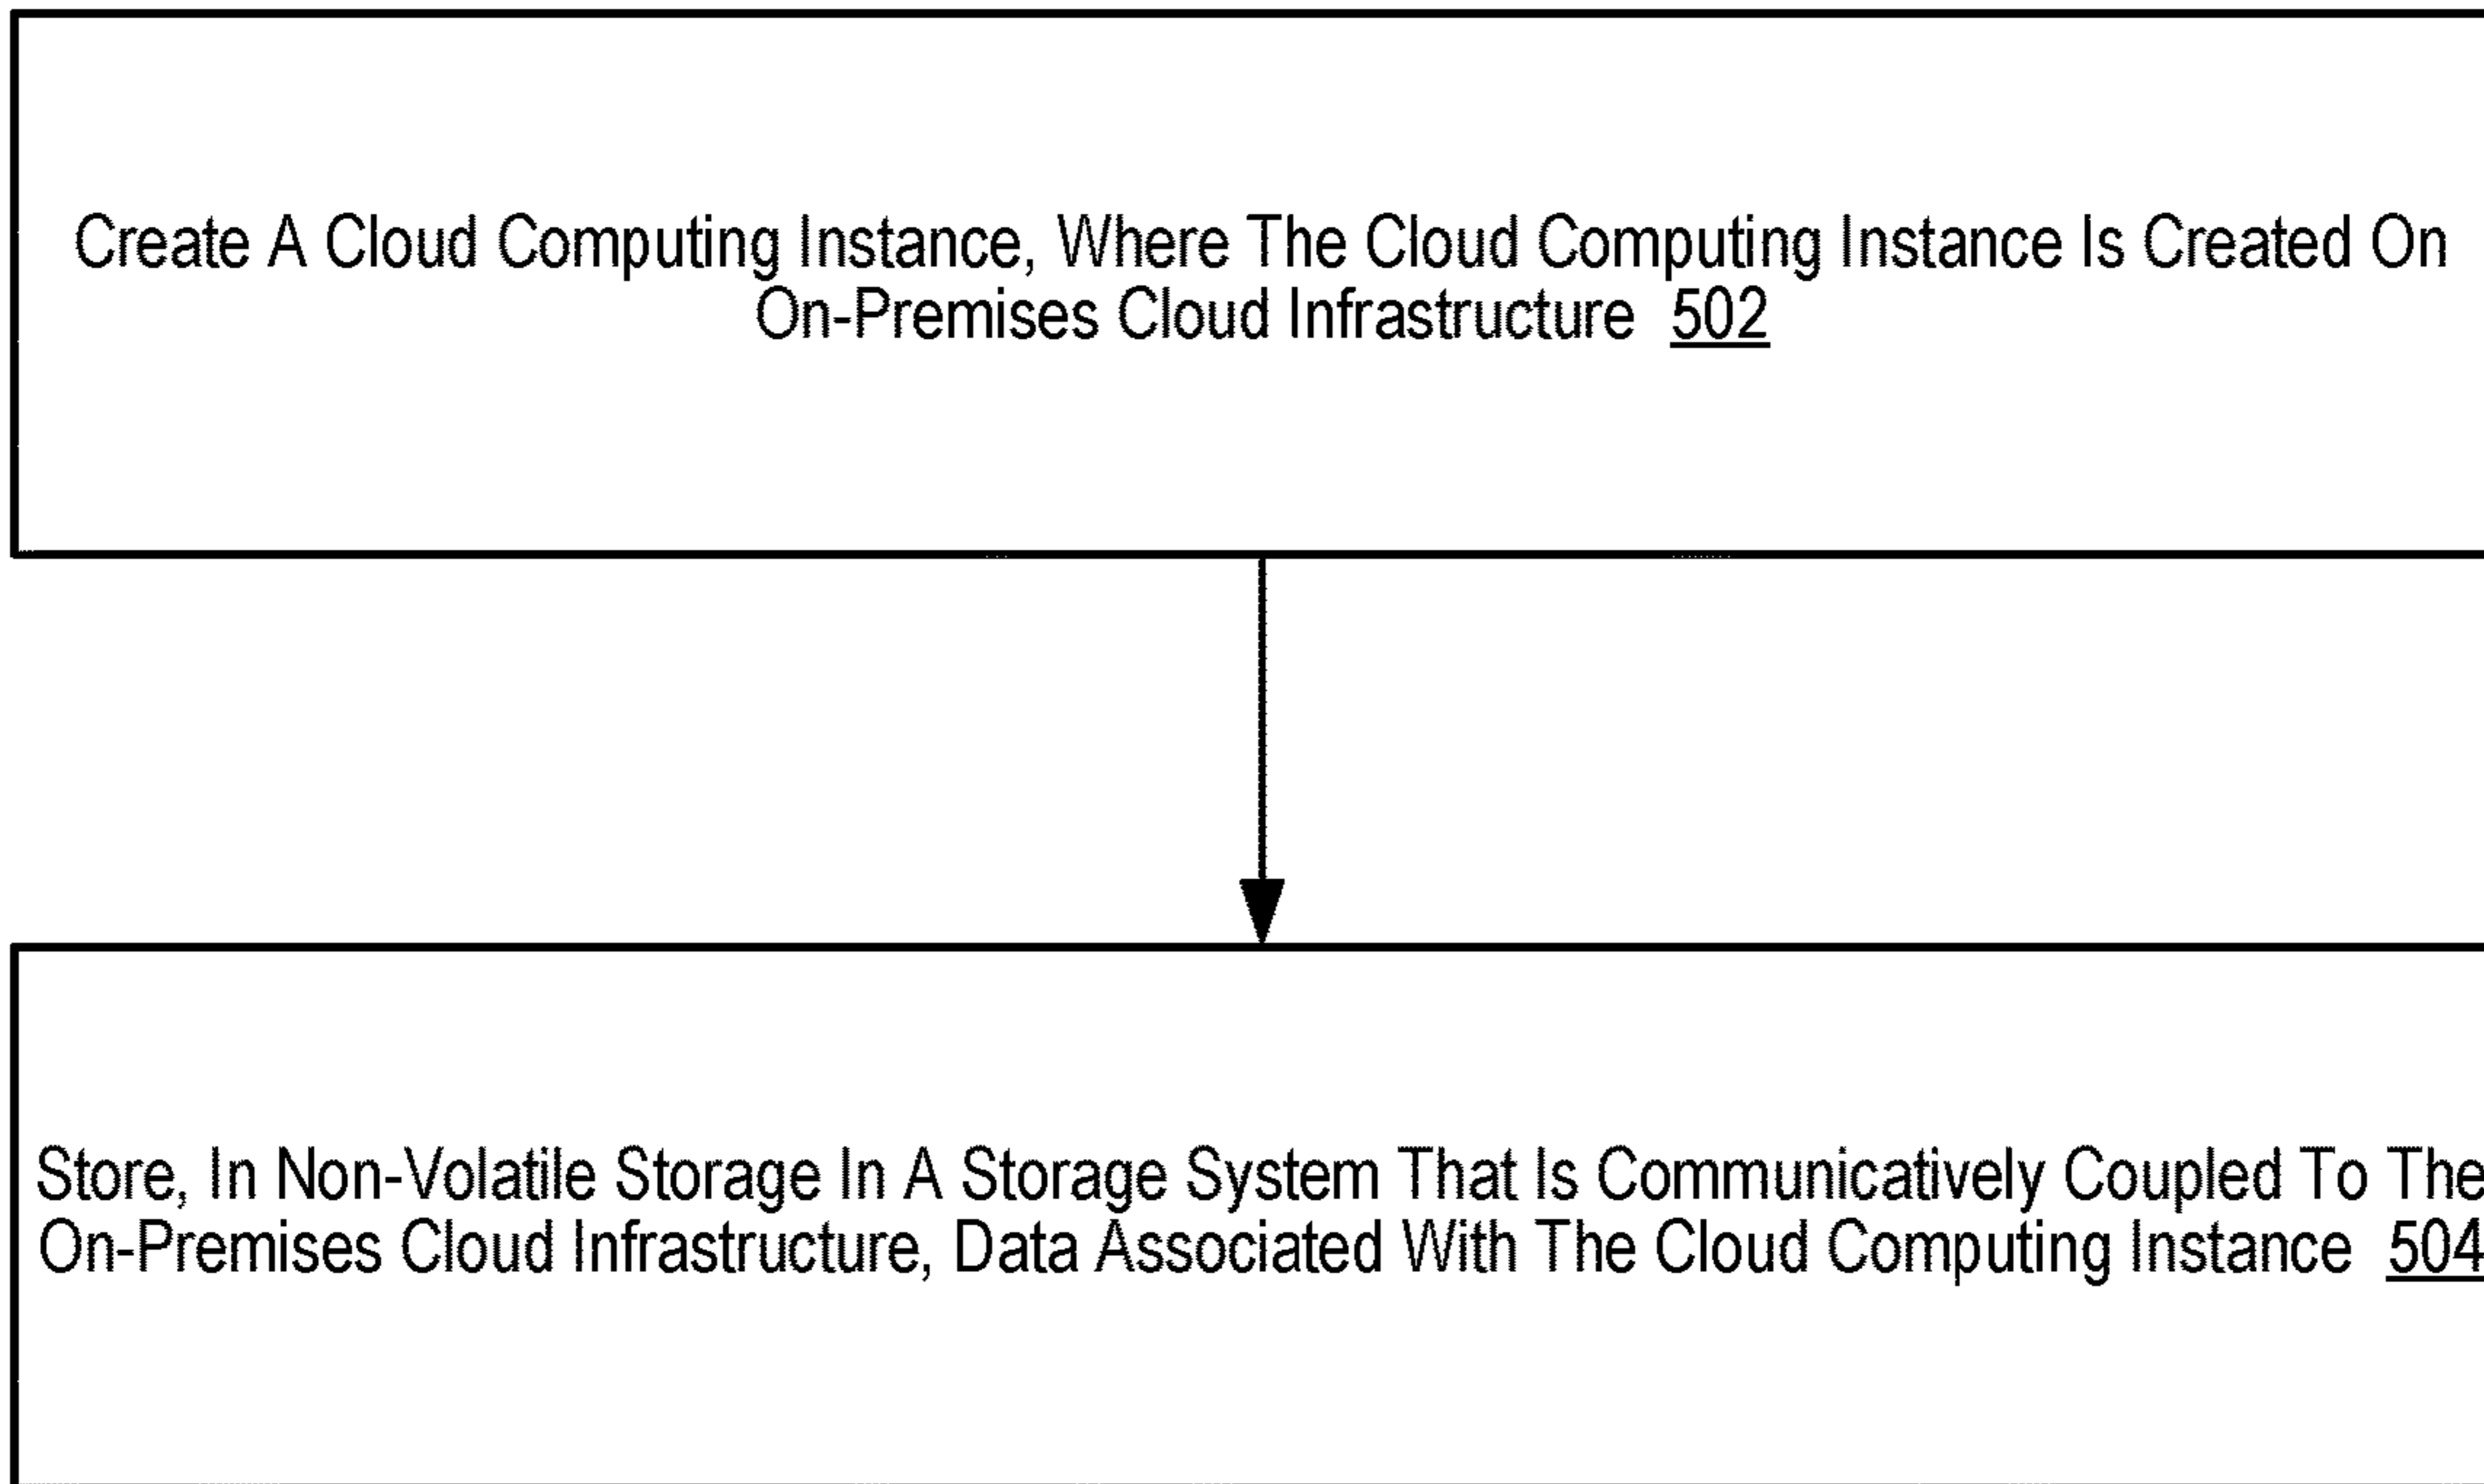 Create A Cloud Computing Instance, Where The Cloud Computing Instance Is Created On
On-Premises Cloud Infrastructure 502
Store, In Non-Volatile Storage In A Storage System That Is Communicatively Coupled To The
On-Premises Cloud Infrastructure, Data Associated With The Cloud Computing Instance 504